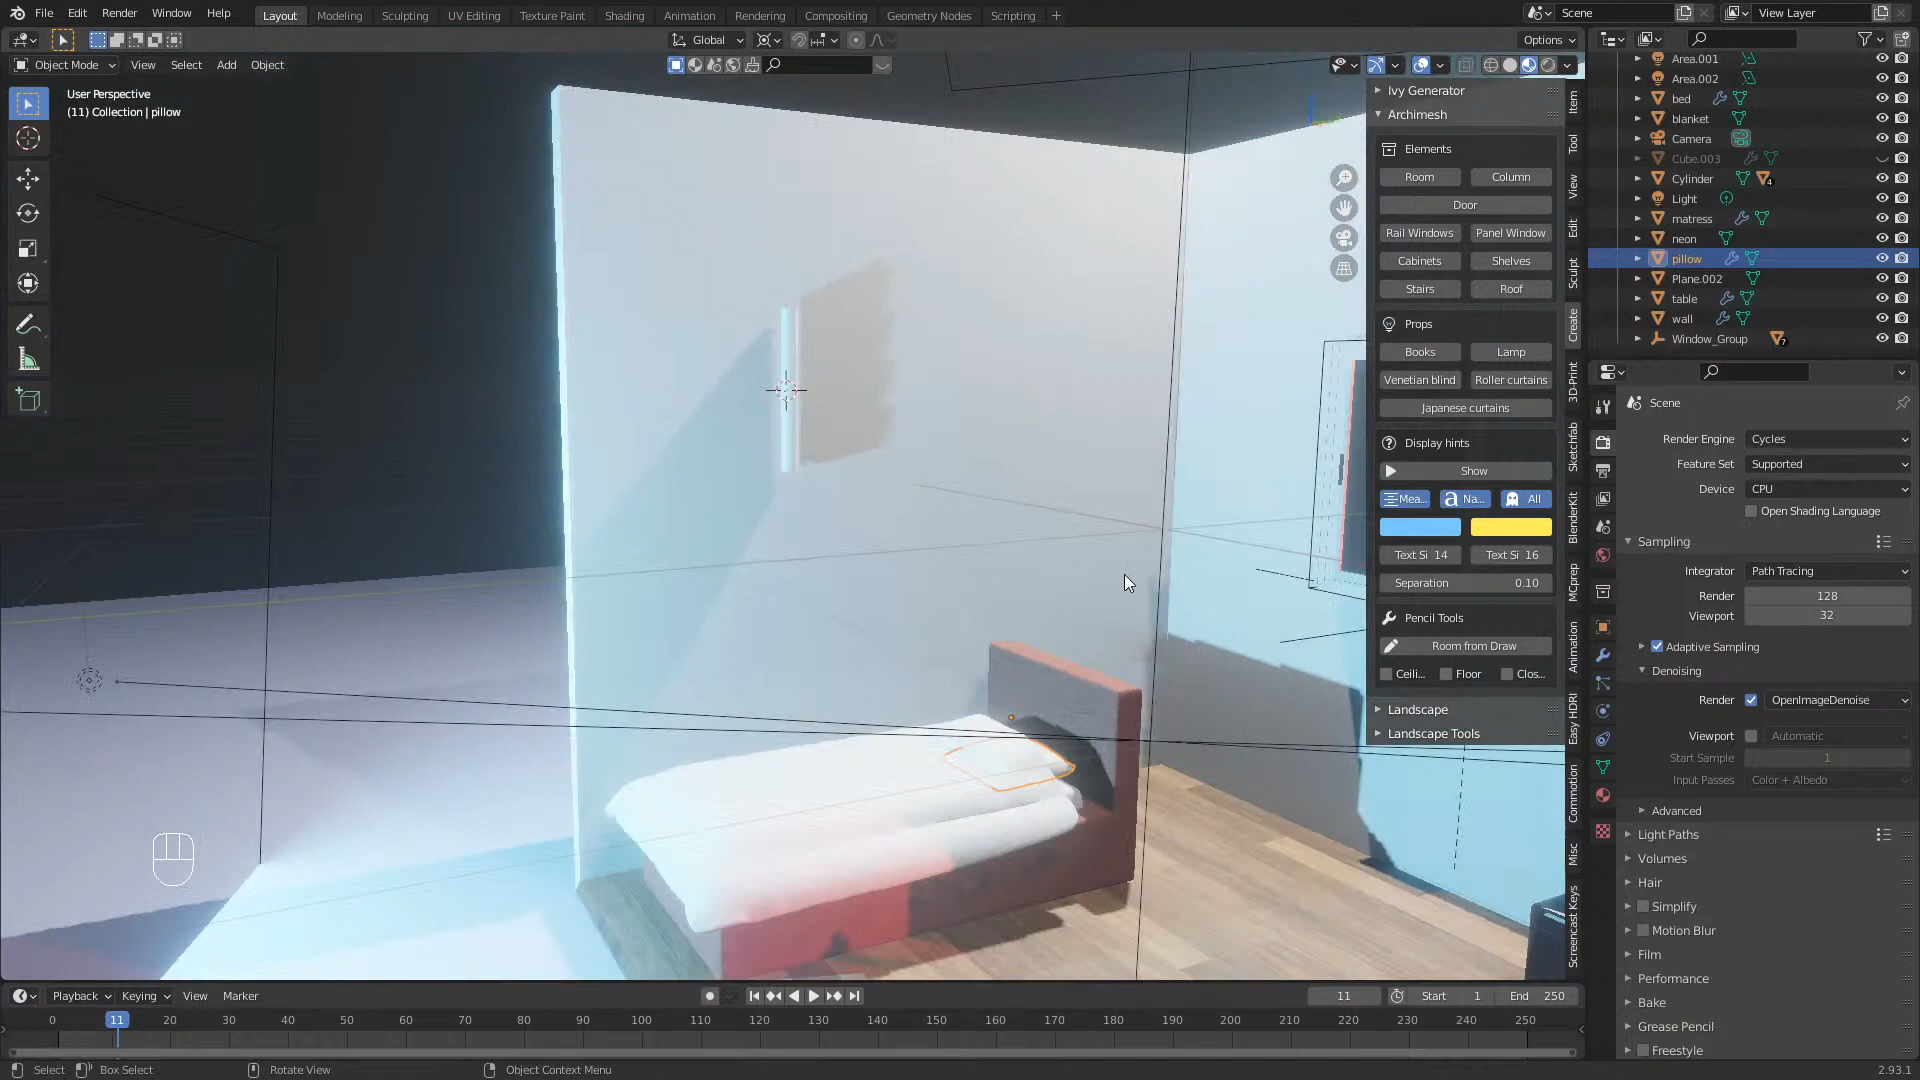 File Edit Render Window Help Layout Modeling Sculpting UV Editing Texture Paint Shading Animation Rendering Compositing Geometry Nodes Scripting + Scene View Layer
Global Options
Object Mode View Select Add Object
User Perspective
(11) Collection | pillow
Ivy Generator
Archimesh
Elements
Room Column
Door
Rail Windows Panel Window
Cabinets Shelves
Stairs Roof
Props
Books Lamp
Venetian blind Roller curtains
Japanese curtains
Display hints
Show
Mea... Na... All
Text Si 14 Text Si 16
Separation 0.10
Pencil Tools
Room from Draw
Ceili... Floor Clos...
Landscape
Landscape Tools
Item
Tool
View
Edit
Sculpt
Create
3D-Print
Sketchfab
BlenderKit
MCprep
Animation
Easy HDRI
Commotion
Misc
Screencast Keys
Area.001
Area.002
bed
blanket
Camera
Cube.003
Cylinder 4
Light
matress
neon
pillow
Plane.002
table
wall
Window_Group 7
Scene
Render Engine Cycles
Feature Set Supported
Device CPU
Open Shading Language
Sampling
Integrator Path Tracing
Render 128
Viewport 32
Adaptive Sampling
Denoising
Render OpenImageDenoise
Viewport Automatic
Start Sample 1
Input Passes Color + Albedo
Advanced
Light Paths
Volumes
Hair
Simplify
Motion Blur
Film
Performance
Bake
Grease Pencil
Freestyle
Playback Keying View Marker 11 Start 1 End 250
0 11 20 30 40 50 60 70 80 90 100 110 120 130 140 150 160 170 180 190 200 210 220 230 240 250
Select Box Select Rotate View Object Context Menu 2.93.1